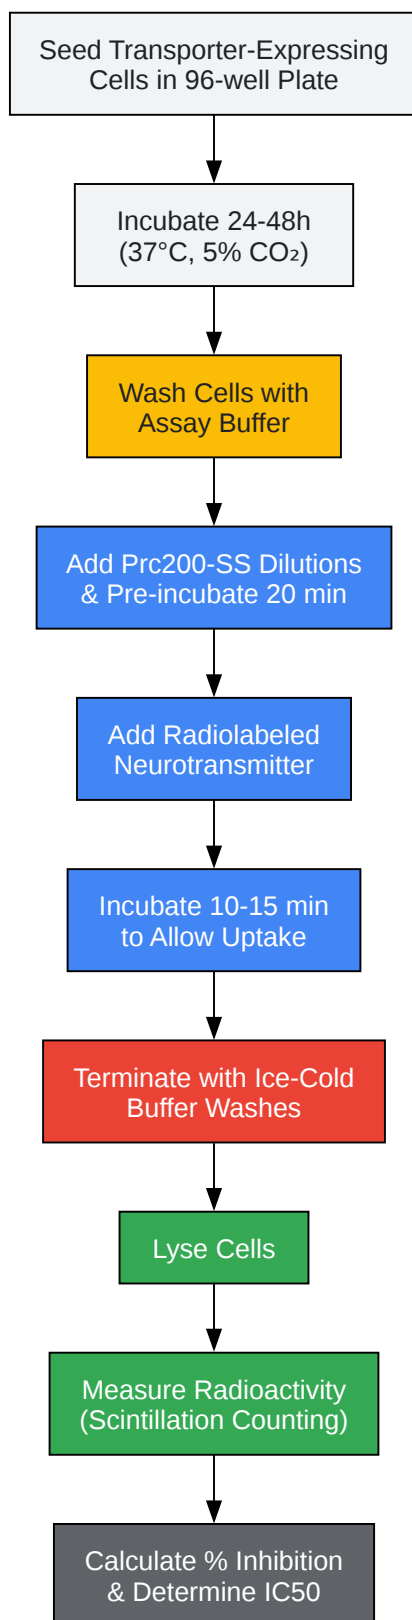 Seed Transporter-Expressing
Cells in 96-well Plate
Incubate 24-48h
(37°C, 5% CO₂)
Wash Cells with
Assay Buffer
Add Prc200-SS Dilutions
& Pre-incubate 20 min
Add Radiolabeled
Neurotransmitter
Incubate 10-15 min
to Allow Uptake
Terminate with Ice-Cold
Buffer Washes
Lyse Cells
Measure Radioactivity
(Scintillation Counting)
Calculate % Inhibition
& Determine IC50